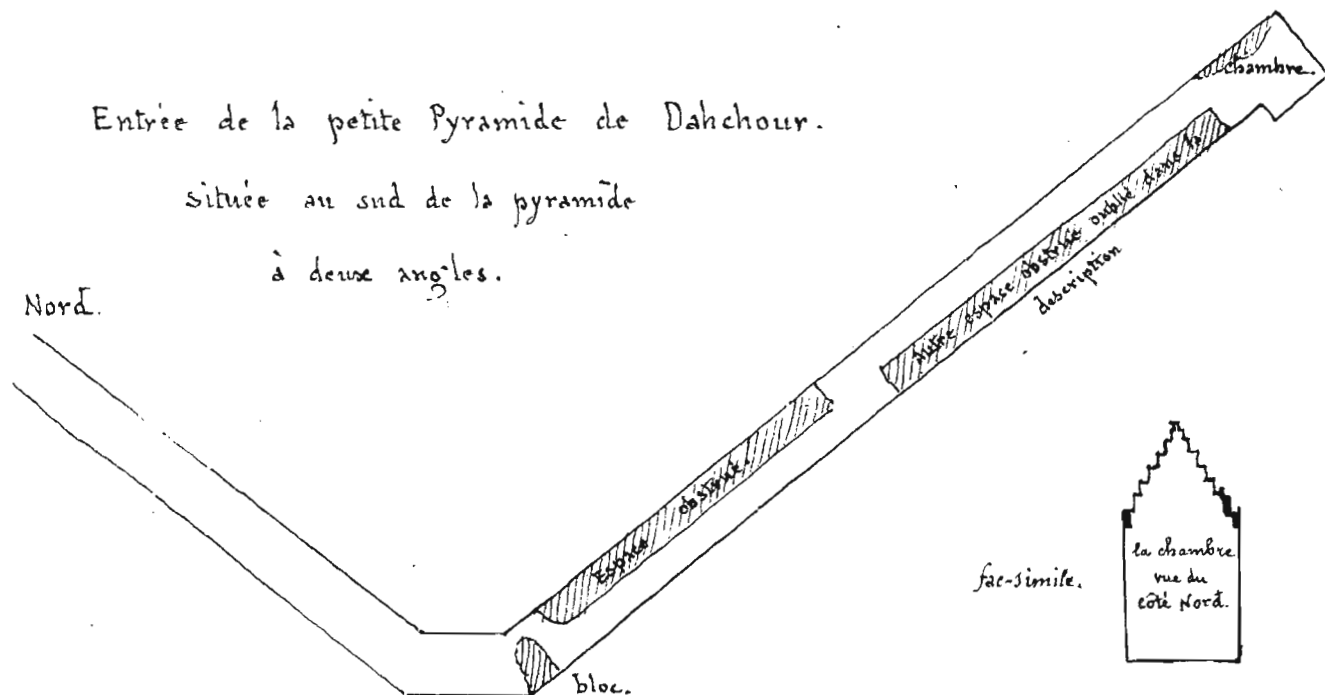 Entrée de la petite Pyramide de Dahchour.
située au sud de la pyramide
à deux angles.
Nord.
chambre.
Autre espace obstrué oublié dans la
description
Espace obstrué.
bloc.
fac-simile.
la chambre
vue du
côté Nord.